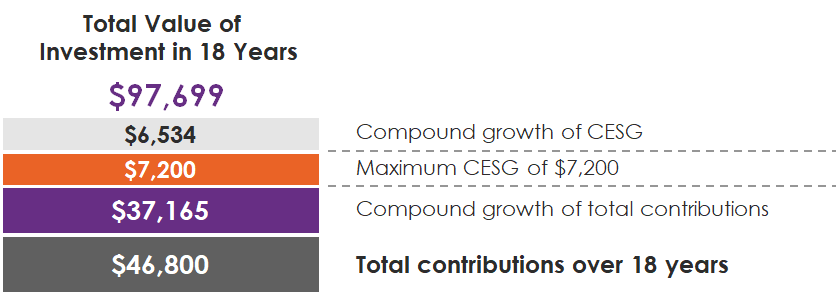 Total Value of
Investment in 18 Years
$97,699
$6,534 Compound growth of CESG
$7,200 Maximum CESG of $7,200
$37,165 Compound growth of total contributions
$46,800 Total contributions over 18 years